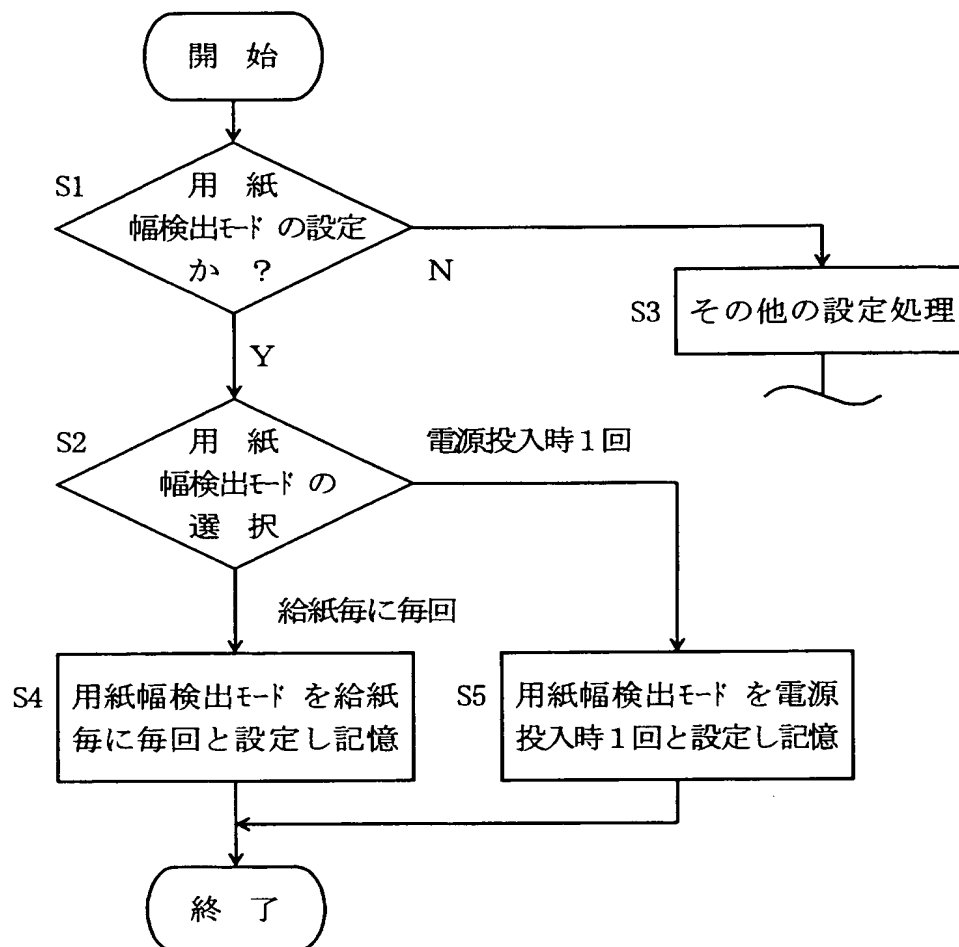 開 始
S1
用 紙
幅検出モード の設定
か ?
N
S3
その他の設定処理
Y
S2
用 紙
幅検出モード の
選 択
電源投入時1回
給紙毎に毎回
S4
用紙幅検出モード を給紙
毎に毎回と設定し記憶
S5
用紙幅検出モード を電源
投入時1回と設定し記憶
終 了